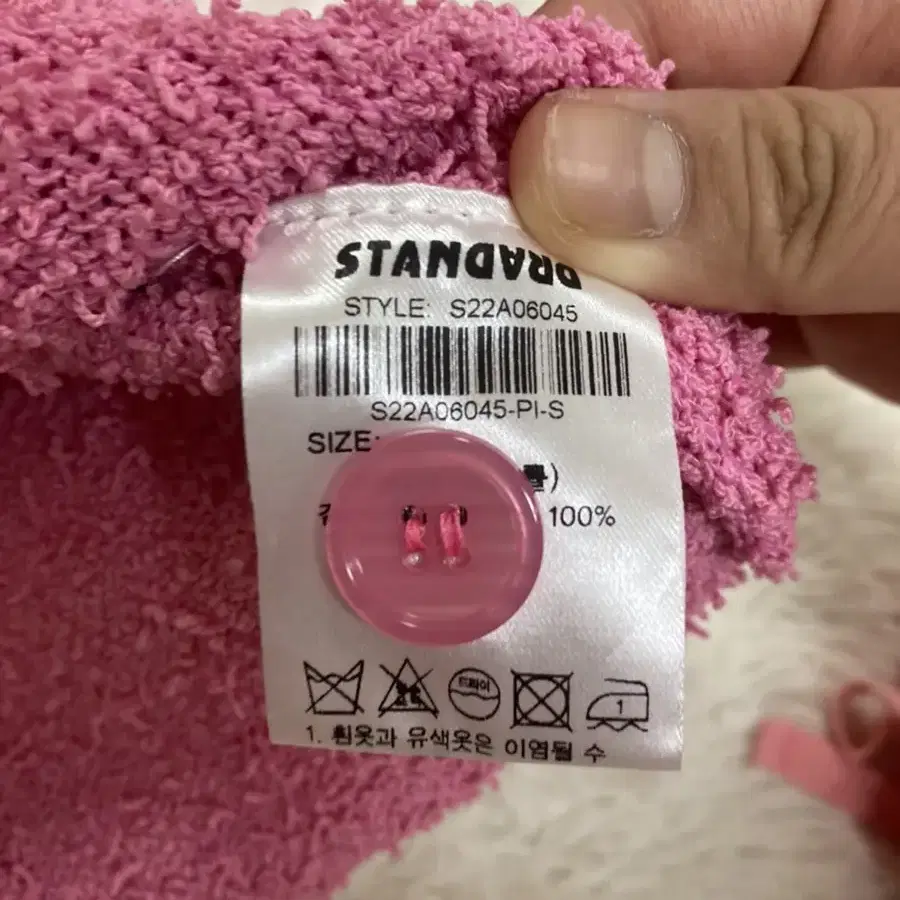 STYLE: S22A06045
S22A06045-PI-S
SIZE:
100%
드라이
1
1. 흰옷과 유색옷은 이염될 수